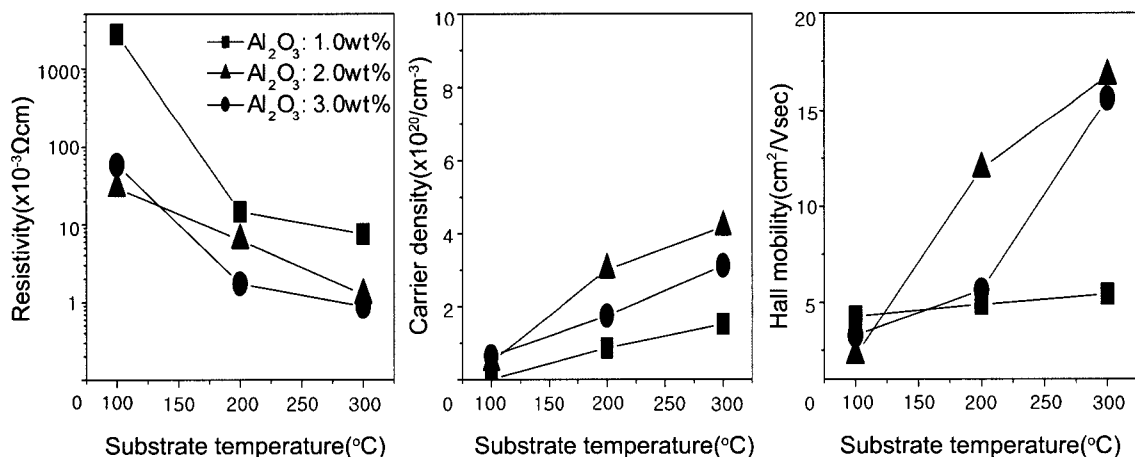 Resistivity(x10⁻³Ωcm)
1000
100
10
1
0 100 150 200 250 300
Substrate temperature(°C)
Al₂O₃: 1.0wt%
Al₂O₃: 2.0wt%
Al₂O₃: 3.0wt%
Carrier density(x10²⁰/cm⁻³)
10
8
6
4
2
0 100 150 200 250 300
Substrate temperature(°C)
Hall mobility(cm²/Vsec)
20
15
10
5
0 100 150 200 250 300
Substrate temperature(°C)